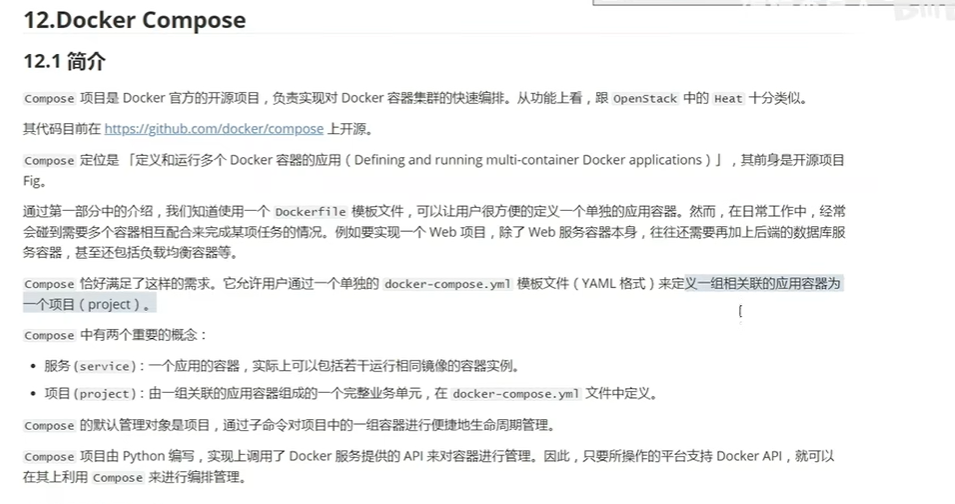 12.Docker Compose
12.1 简介
Compose 项目是 Docker 官方的开源项目，负责实现对 Docker 容器集群的快速编排。从功能上看，跟 OpenStack 中的 Heat 十分类似。
其代码目前在 https://github.com/docker/compose 上开源。
Compose 定位是 「定义和运行多个 Docker 容器的应用（Defining and running multi-container Docker applications）」，其前身是开源项目
Fig。
通过第一部分中的介绍，我们知道使用一个 Dockerfile 模板文件，可以让用户很方便的定义一个单独的应用容器。然而，在日常工作中，经常
会碰到需要多个容器相互配合来完成某项任务的情况。例如要实现一个 Web 项目，除了 Web 服务容器本身，往往还需要再加上后端的数据库服
务容器，甚至还包括负载均衡容器等。
Compose 恰好满足了这样的需求。它允许用户通过一个单独的 docker-compose.yml 模板文件（YAML 格式）来定义一组相关联的应用容器为
一个项目（project）。
Compose 中有两个重要的概念：
• 服务 (service)：一个应用的容器，实际上可以包括若干运行相同镜像的容器实例。
• 项目 (project)：由一组关联的应用容器组成的一个完整业务单元，在 docker-compose.yml 文件中定义。
Compose 的默认管理对象是项目，通过子命令对项目中的一组容器进行便捷地生命周期管理。
Compose 项目由 Python 编写，实现上调用了 Docker 服务提供的 API 来对容器进行管理。因此，只要所操作的平台支持 Docker API，就可以
在其上利用 Compose 来进行编排管理。